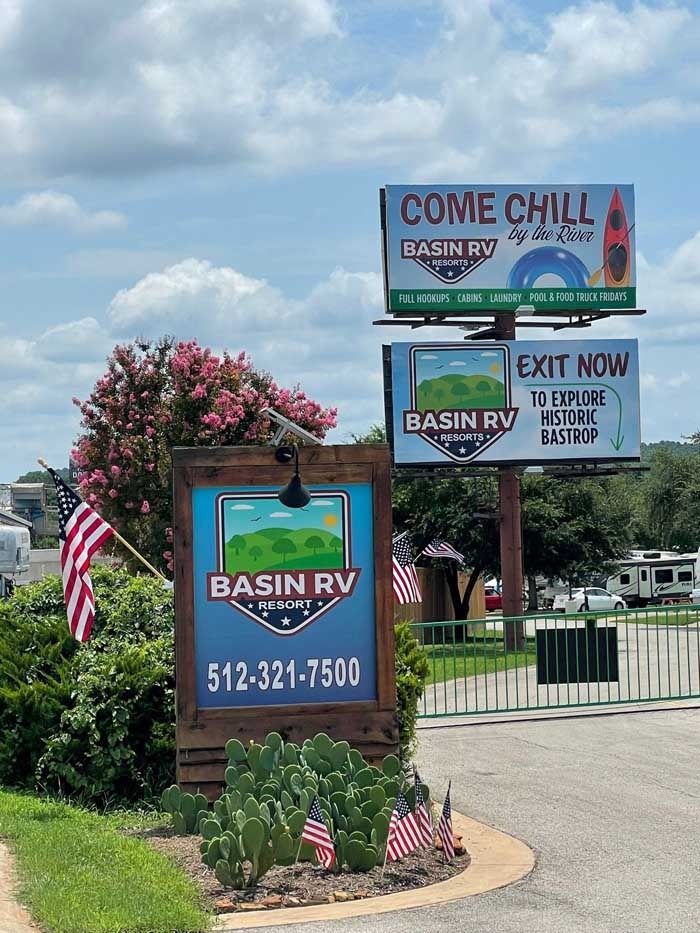 COME CHILL
by the River
BASIN RV
RESORTS
FULL HOOKUPS CABINS LAUNDRY POOL & FOOD TRUCK FRIDAYS
EXIT NOW
TO EXPLORE
HISTORIC
BASTROP
BASIN RV
RESORTS
BASIN RV
RESORT
512-321-7500